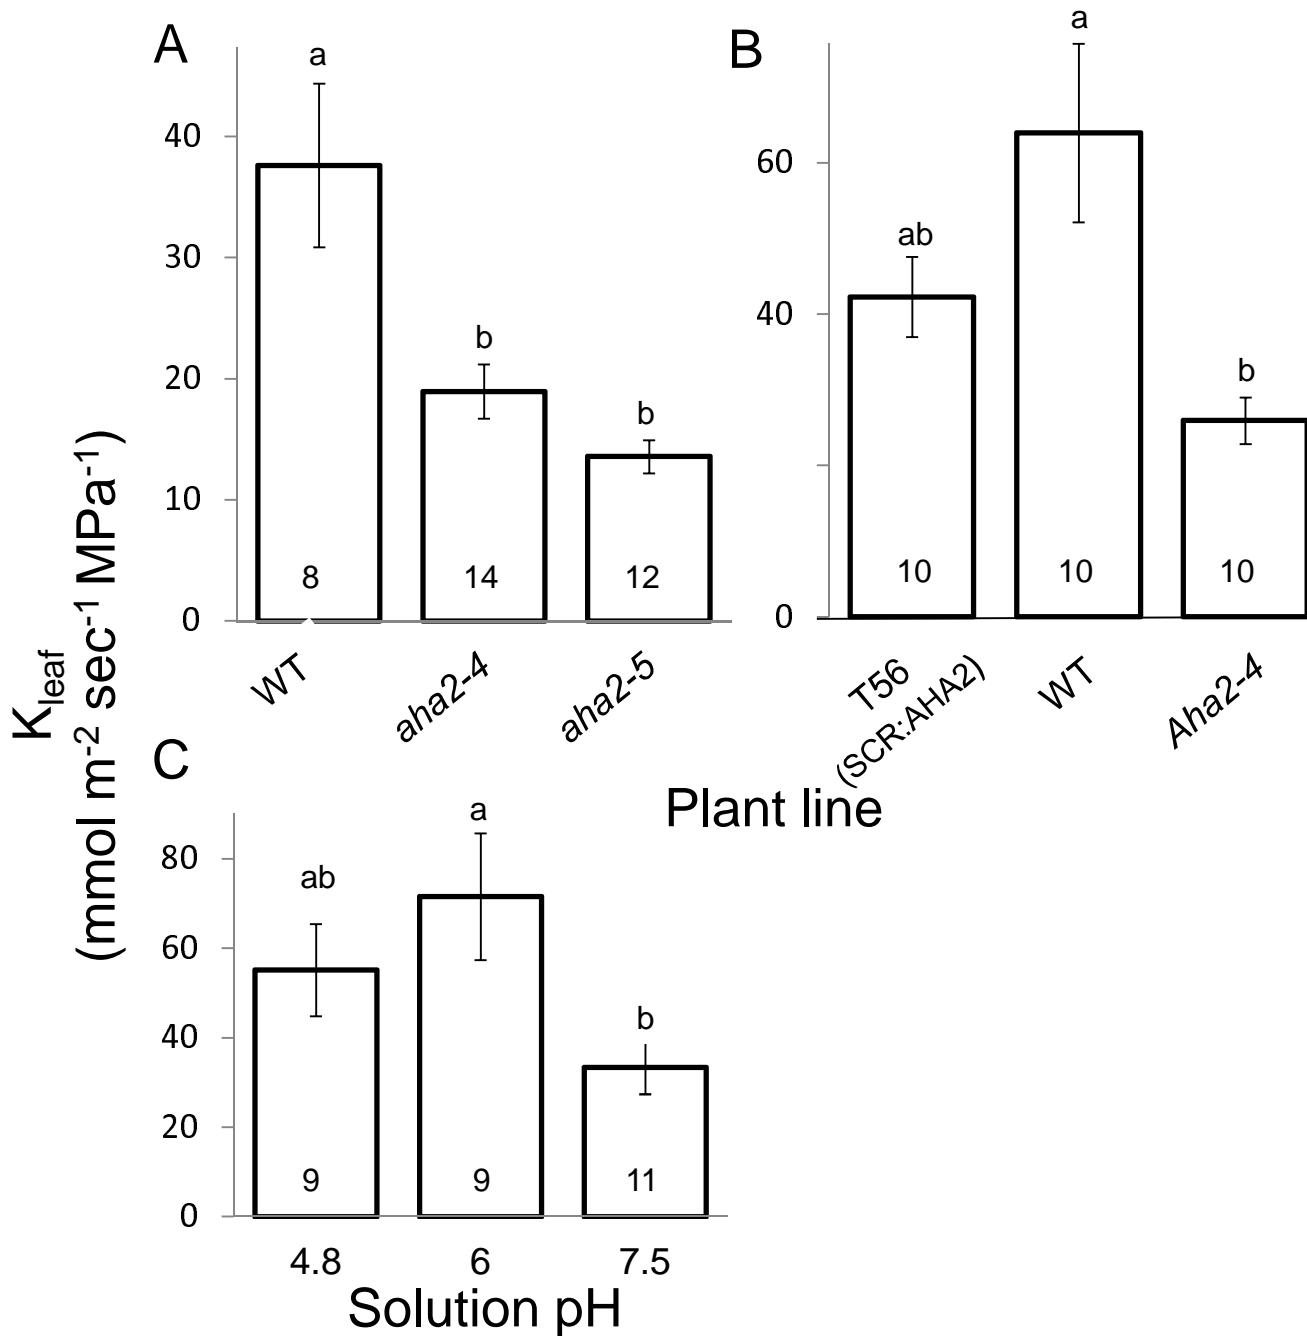 A
a
40
30
20
10
0
b
b
8
14
12
WT
aha2-4
aha2-5
B
a
60
40
0
ab
b
10
10
10
T56
(SCR:AHA2)
WT
Aha2-4
Plant line
K_leaf
(mmol m⁻² sec⁻¹ MPa⁻¹)
C
80
60
40
20
0
ab
a
b
9
9
11
4.8
6
7.5
Solution pH